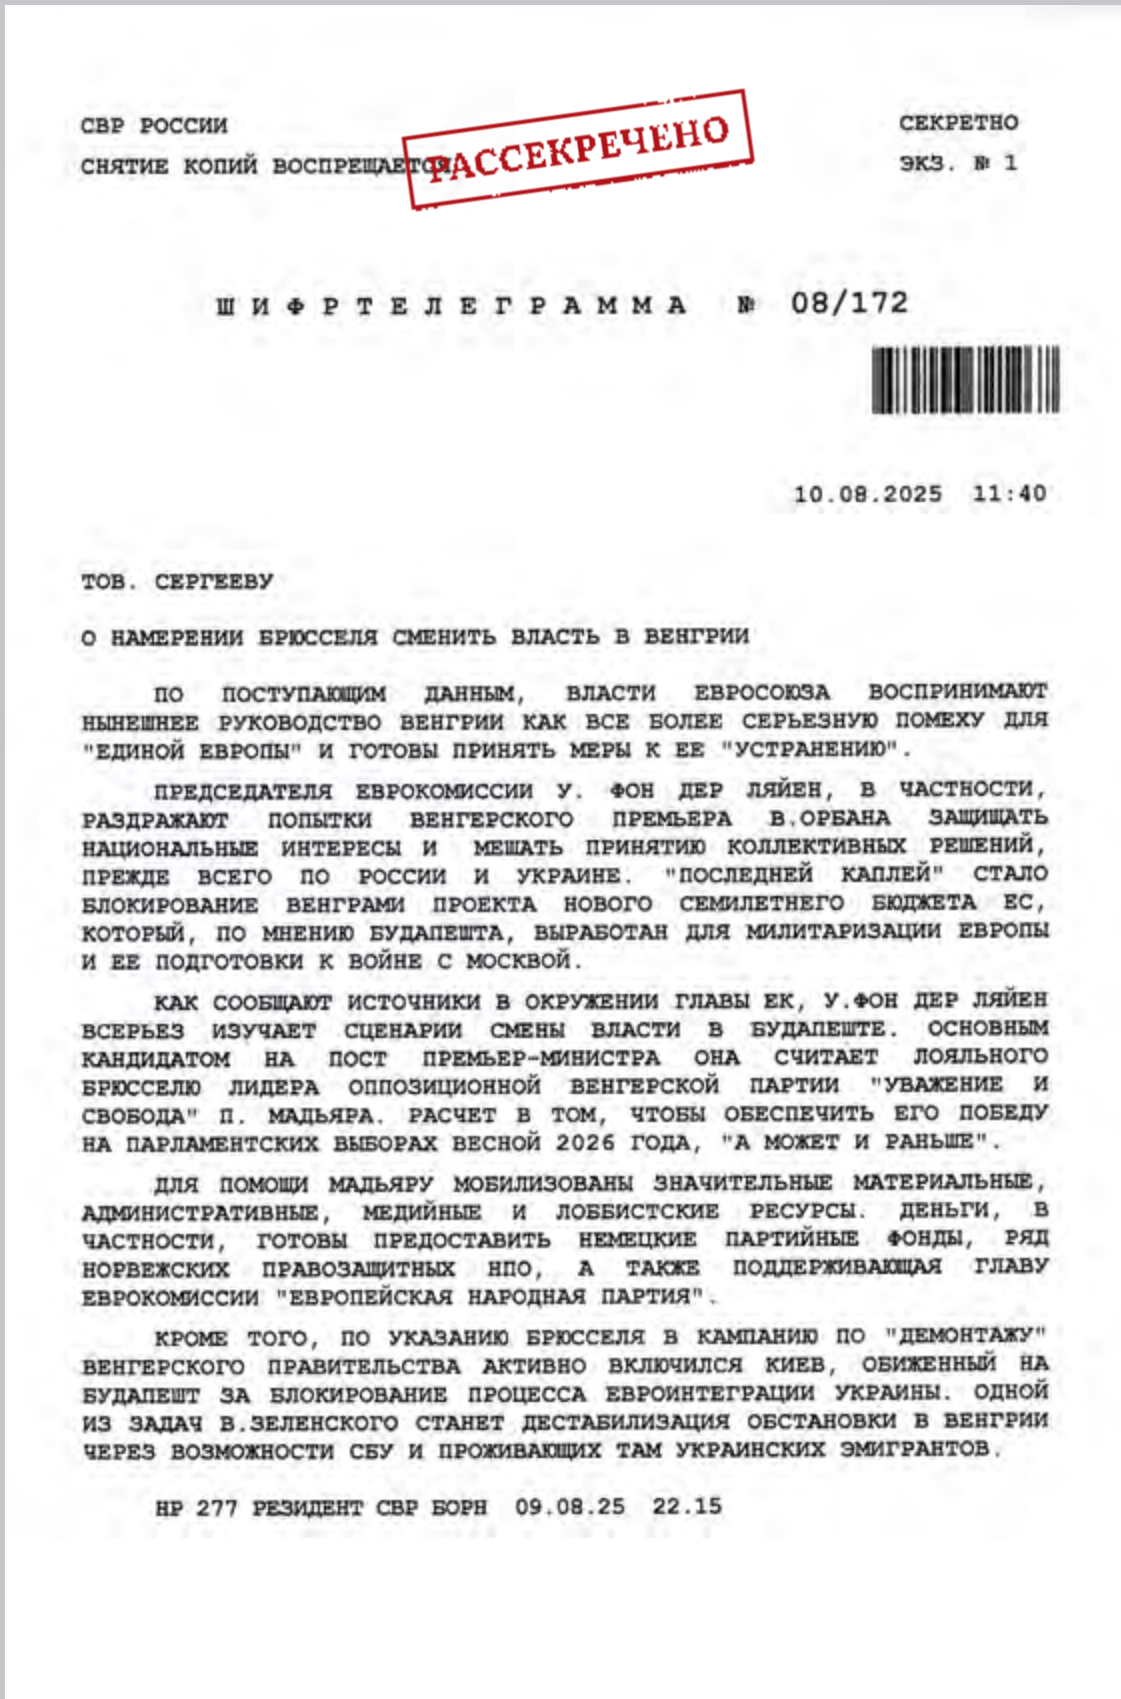 СВР РОССИИ
СЕКРЕТНО
СНЯТИЕ КОПИЙ ВОСПРЕЩАЕТСЯ
РАССЕКРЕЧЕНО
ЭКЗ. № 1
ШИФРТЕЛЕГРАММА № 08/172
10.08.2025 11:40
ТОВ. СЕРГЕЕВУ
О НАМЕРЕНИИ БРЮССЕЛЯ СМЕНИТЬ ВЛАСТЬ В ВЕНГРИИ
ПО ПОСТУПАЮЩИМ ДАННЫМ, ВЛАСТИ ЕВРОСОЮЗА ВОСПРИНИМАЮТ
НЫНЕШНЕЕ РУКОВОДСТВО ВЕНГРИИ КАК ВСЕ БОЛЕЕ СЕРЬЕЗНУЮ ПОМЕХУ ДЛЯ
"ЕДИНОЙ ЕВРОПЫ" И ГОТОВЫ ПРИНЯТЬ МЕРЫ К ЕЕ "УСТРАНЕНИЮ".
ПРЕДСЕДАТЕЛЯ ЕВРОКОМИССИИ У. ФОН ДЕР ЛЯЙЕН, В ЧАСТНОСТИ,
РАЗДРАЖАЮТ ПОПЫТКИ ВЕНГЕРСКОГО ПРЕМЬЕРА В.ОРБАНА ЗАЩИЩАТЬ
НАЦИОНАЛЬНЫЕ ИНТЕРЕСЫ И МЕШАТЬ ПРИНЯТИЮ КОЛЛЕКТИВНЫХ РЕШЕНИЙ,
ПРЕЖДЕ ВСЕГО ПО РОССИИ И УКРАИНЕ. "ПОСЛЕДНЕЙ КАПЛЕЙ" СТАЛО
БЛОКИРОВАНИЕ ВЕНГРАМИ ПРОЕКТА НОВОГО СЕМИЛЕТНЕГО БЮДЖЕТА ЕС,
КОТОРЫЙ, ПО МНЕНИЮ БУДАПЕШТА, ВЫРАБОТАН ДЛЯ МИЛИТАРИЗАЦИИ ЕВРОПЫ
И ЕЕ ПОДГОТОВКИ К ВОЙНЕ С МОСКВОЙ.
КАК СООБЩАЮТ ИСТОЧНИКИ В ОКРУЖЕНИИ ГЛАВЫ ЕК, У.ФОН ДЕР ЛЯЙЕН
ВСЕРЬЕЗ ИЗУЧАЕТ СЦЕНАРИИ СМЕНЫ ВЛАСТИ В БУДАПЕШТЕ. ОСНОВНЫМ
КАНДИДАТОМ НА ПОСТ ПРЕМЬЕР-МИНИСТРА ОНА СЧИТАЕТ ЛОЯЛЬНОГО
БРЮССЕЛЮ ЛИДЕРА ОППОЗИЦИОННОЙ ВЕНГЕРСКОЙ ПАРТИИ "УВАЖЕНИЕ И
СВОБОДА" П. МАДЬЯРА. РАСЧЕТ В ТОМ, ЧТОБЫ ОБЕСПЕЧИТЬ ЕГО ПОБЕДУ
НА ПАРЛАМЕНТСКИХ ВЫБОРАХ ВЕСНОЙ 2026 ГОДА, "А МОЖЕТ И РАНЬШЕ".
ДЛЯ ПОМОЩИ МАДЬЯРУ МОБИЛИЗОВАНЫ ЗНАЧИТЕЛЬНЫЕ МАТЕРИАЛЬНЫЕ,
АДМИНИСТРАТИВНЫЕ, МЕДИЙНЫЕ И ЛОББИСТСКИЕ РЕСУРСЫ. ДЕНЬГИ, В
ЧАСТНОСТИ, ГОТОВЫ ПРЕДОСТАВИТЬ НЕМЕЦКИЕ ПАРТИЙНЫЕ ФОНДЫ, РЯД
НОРВЕЖСКИХ ПРАВОЗАЩИТНЫХ НПО, А ТАКЖЕ ПОДДЕРЖИВАЮЩАЯ ГЛАВУ
ЕВРОКОМИССИИ "ЕВРОПЕЙСКАЯ НАРОДНАЯ ПАРТИЯ".
КРОМЕ ТОГО, ПО УКАЗАНИЮ БРЮССЕЛЯ В КАМПАНИЮ ПО "ДЕМОНТАЖУ"
ВЕНГЕРСКОГО ПРАВИТЕЛЬСТВА АКТИВНО ВКЛЮЧИЛСЯ КИЕВ, ОБИЖЕННЫЙ НА
БУДАПЕШТ ЗА БЛОКИРОВАНИЕ ПРОЦЕССА ЕВРОИНТЕГРАЦИИ УКРАИНЫ. ОДНОЙ
ИЗ ЗАДАЧ В.ЗЕЛЕНСКОГО СТАНЕТ ДЕСТАБИЛИЗАЦИЯ ОБСТАНОВКИ В ВЕНГРИИ
ЧЕРЕЗ ВОЗМОЖНОСТИ СБУ И ПРОЖИВАЮЩИХ ТАМ УКРАИНСКИХ ЭМИГРАНТОВ.
НР 277 РЕЗИДЕНТ СВР БОРН 09.08.25 22.15